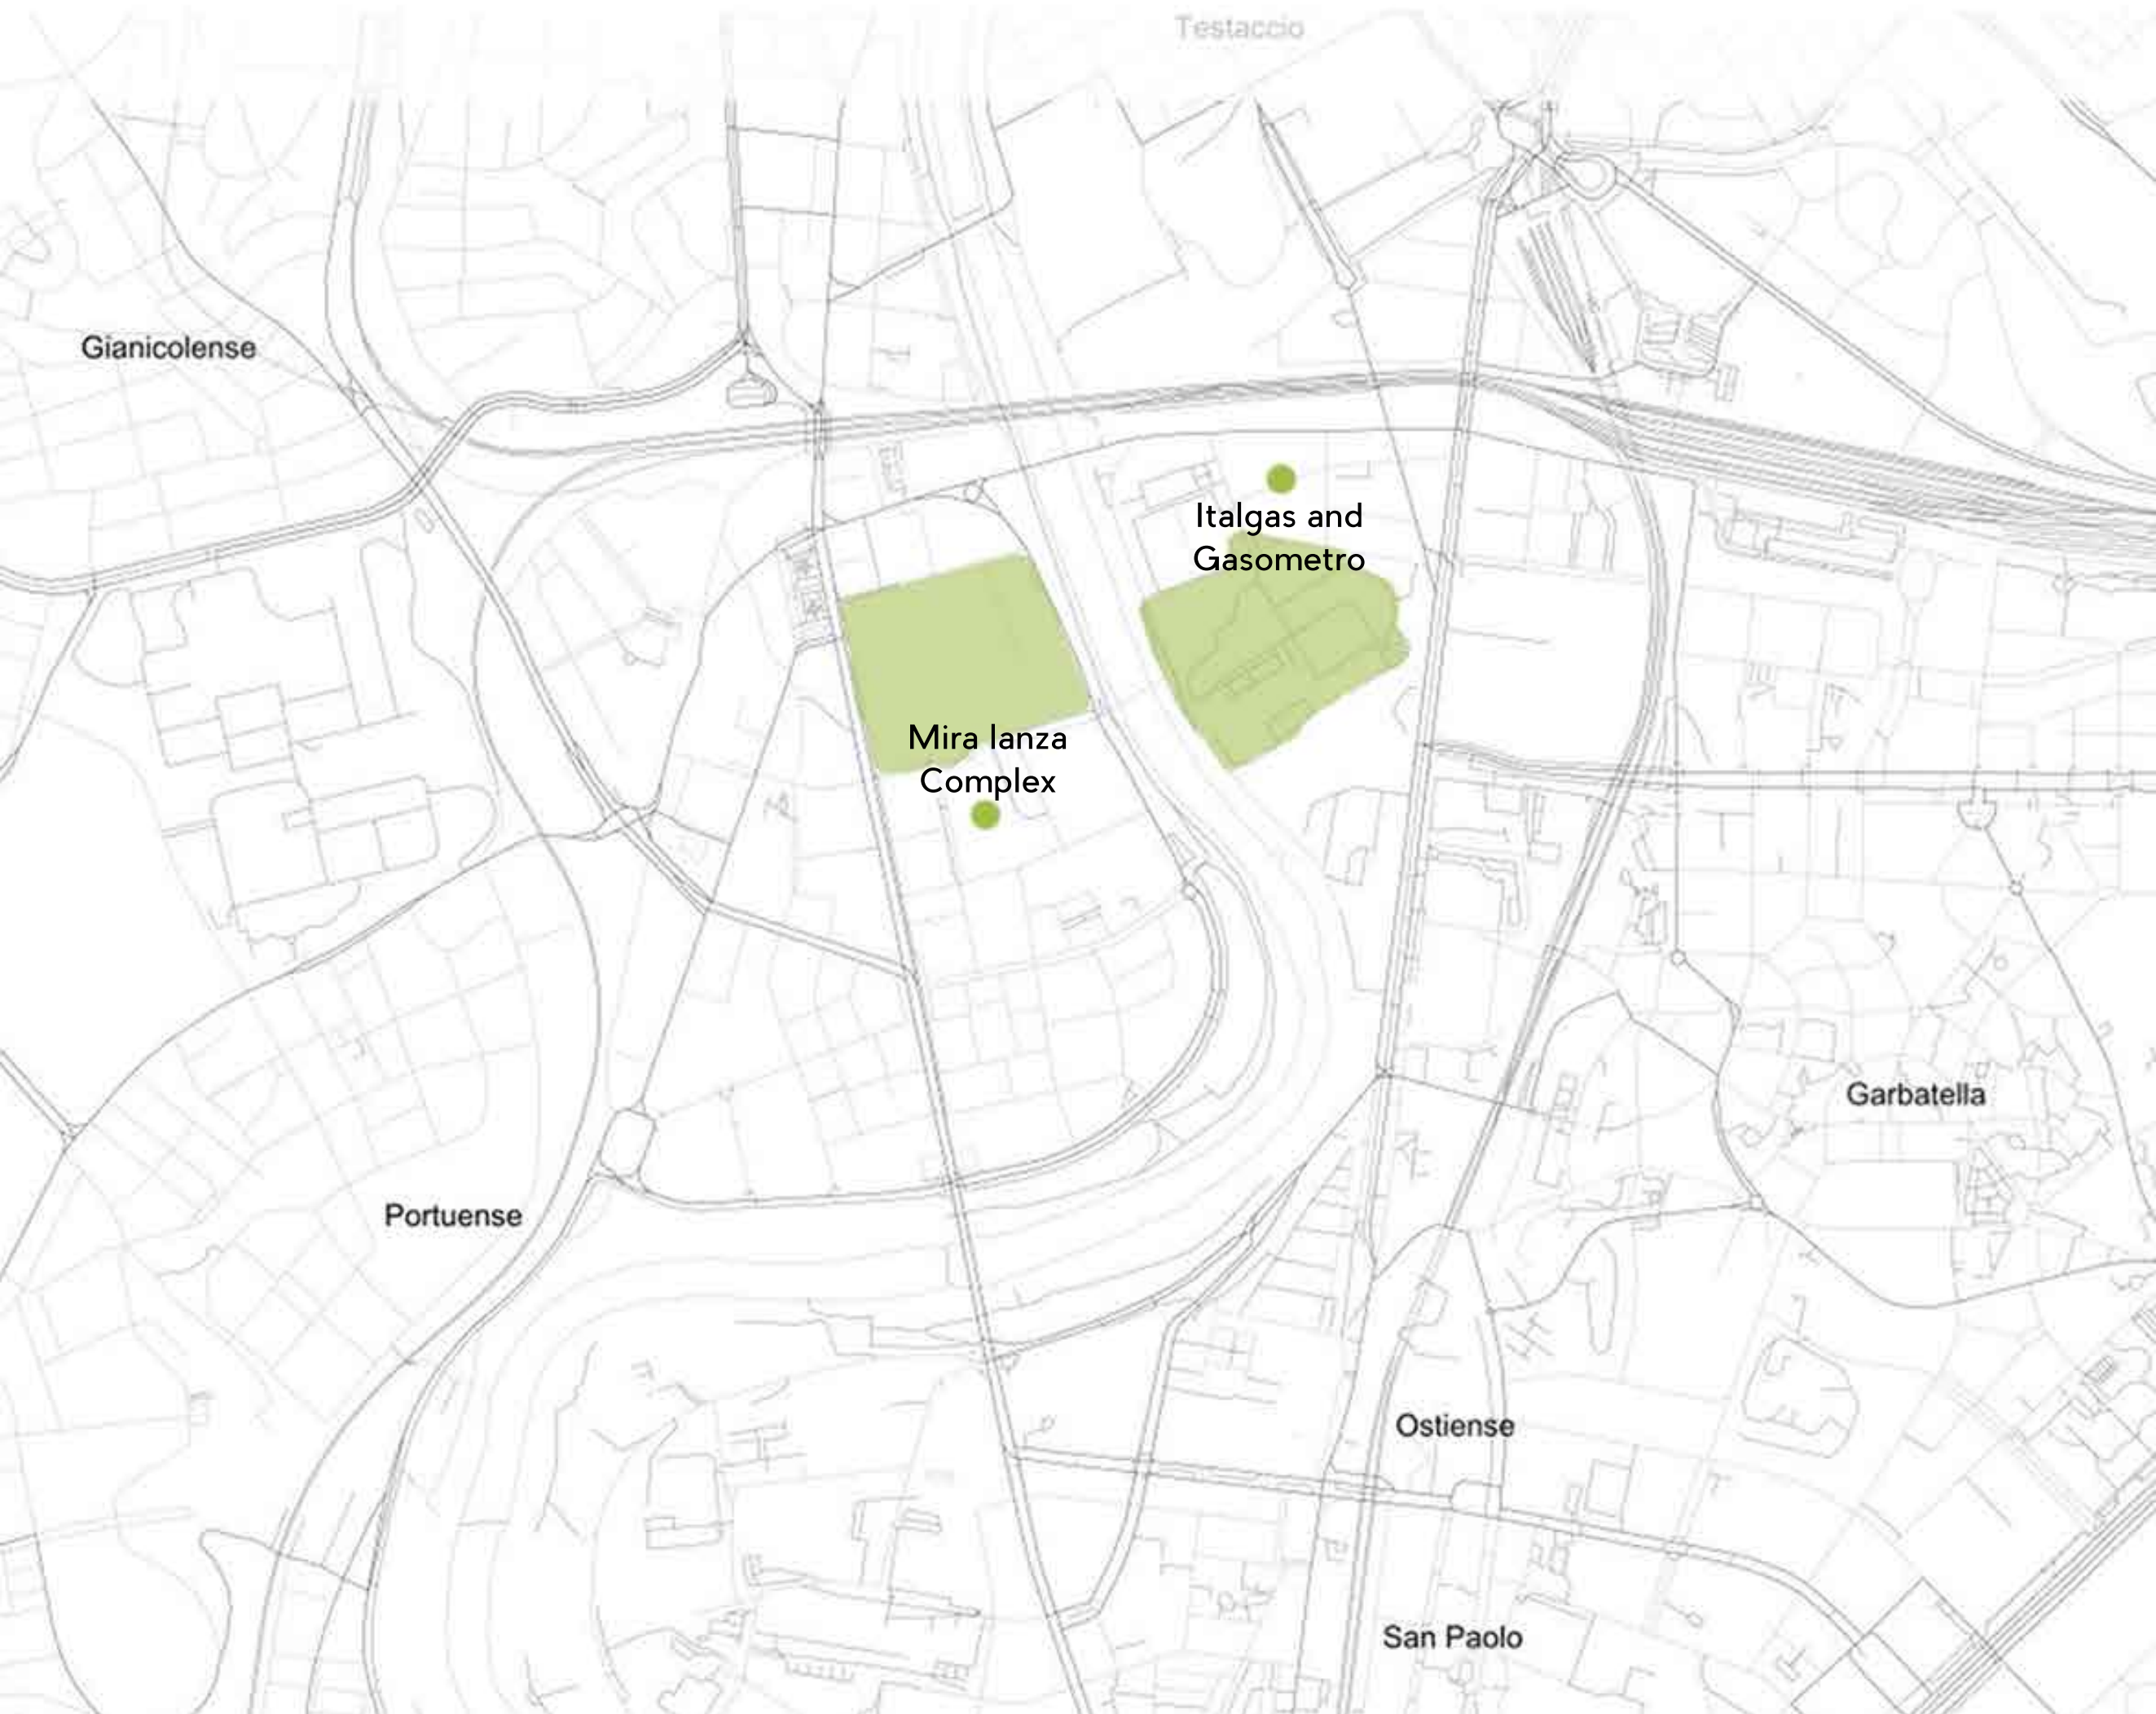 Testaccio
Gianicolense
Italgas and
Gasometro
Mira lanza
Complex
Garbatella
Portuense
Ostiense
San Paolo